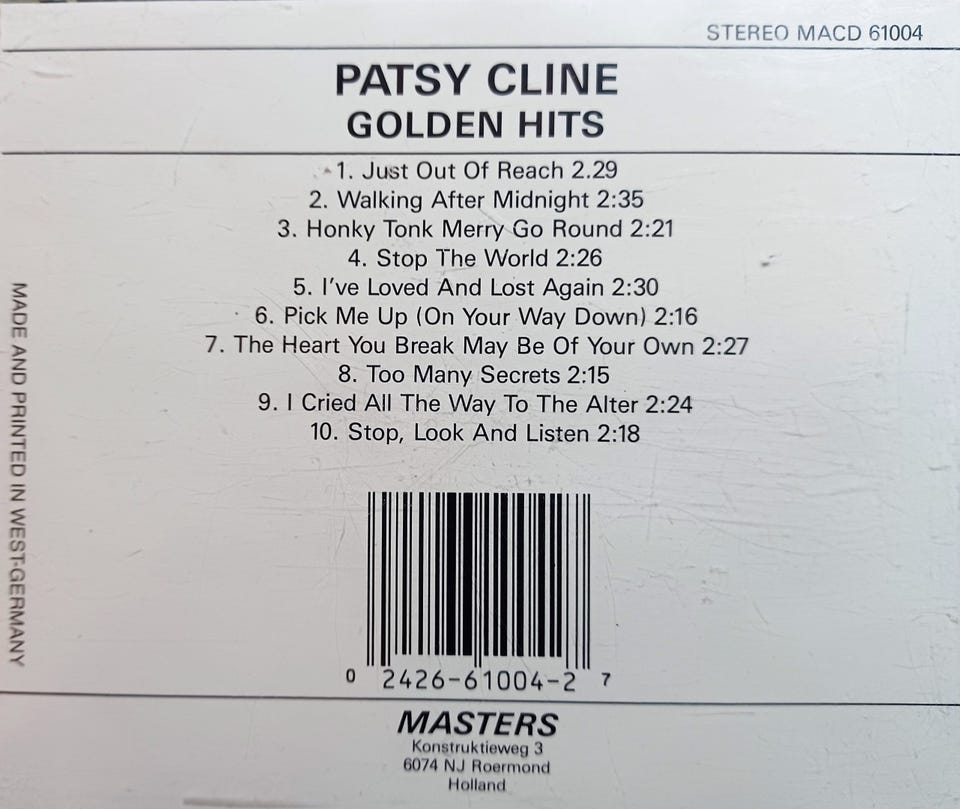 STEREO MACD 61004
PATSY CLINE
GOLDEN HITS
1. Just Out Of Reach 2.29
2. Walking After Midnight 2:35
3. Honky Tonk Merry Go Round 2:21
4. Stop The World 2:26
5. I've Loved And Lost Again 2:30
6. Pick Me Up (On Your Way Down) 2:16
7. The Heart You Break May Be Of Your Own 2:27
8. Too Many Secrets 2:15
9. I Cried All The Way To The Alter 2:24
10. Stop, Look And Listen 2:18
MADE AND PRINTED IN WEST-GERMANY
0 2426-61004-2 7
MASTERS
Konstruktieweg 3
6074 NJ Roermond
Holland